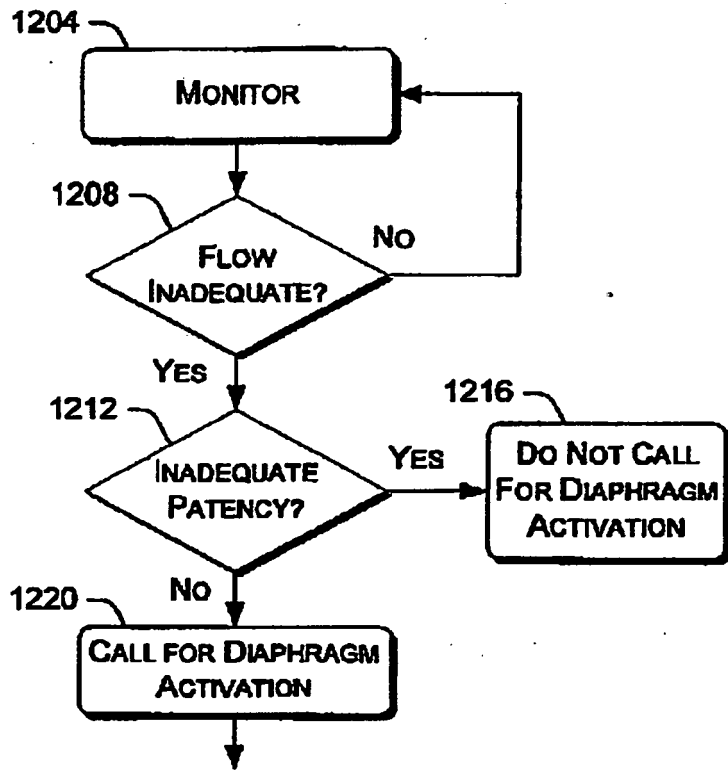 1204
MONITOR
1208
FLOW
INADEQUATE?
NO
YES
1212
INADEQUATE
PATENCY?
YES
1216
DO NOT CALL
FOR DIAPHRAGM
ACTIVATION
NO
1220
CALL FOR DIAPHRAGM
ACTIVATION